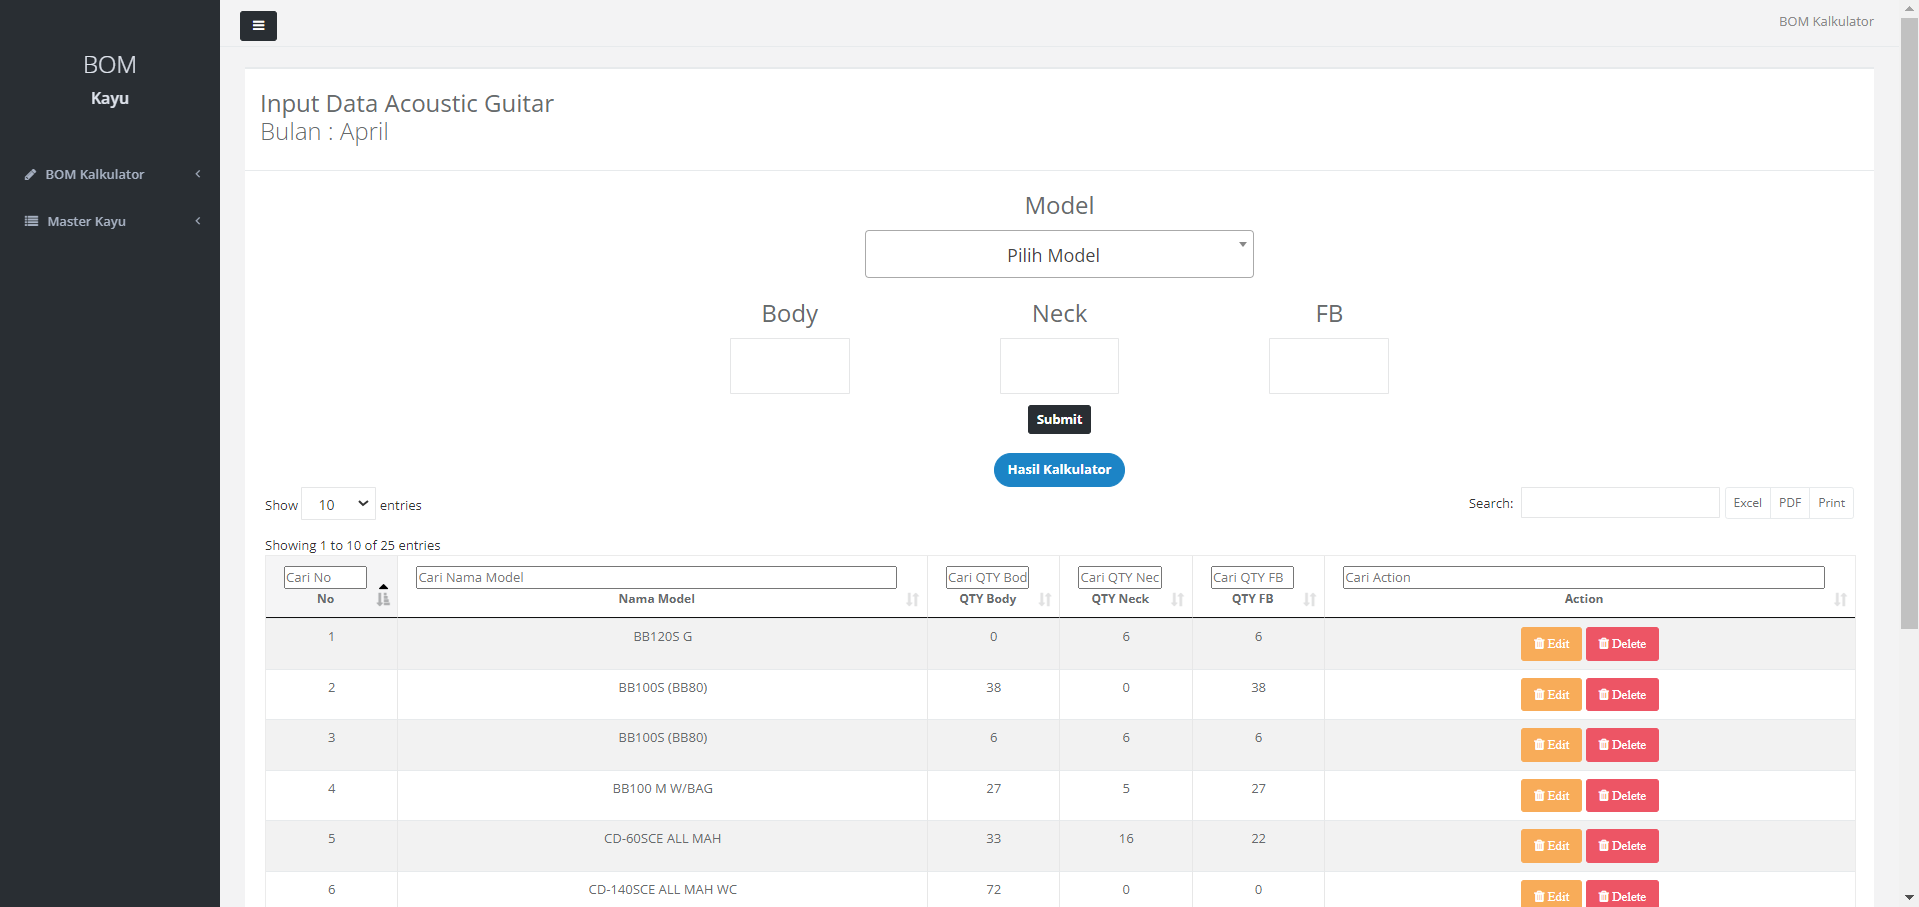 BOM Kalkulator
BOM
Kayu
BOM Kalkulator
Master Kayu
Input Data Acoustic Guitar
Bulan : April
Model
Pilih Model
Body Neck FB
Submit
Hasil Kalkulator
Show 10 entries
Search: Excel PDF Print
Showing 1 to 10 of 25 entries
Cari No Cari Nama Model Cari QTY Bod Cari QTY Nec Cari QTY FB Cari Action
No Nama Model QTY Body QTY Neck QTY FB Action
1 BB120S G 0 6 6 Edit Delete
2 BB100S (BB80) 38 0 38 Edit Delete
3 BB100S (BB80) 6 6 6 Edit Delete
4 BB100 M W/BAG 27 5 27 Edit Delete
5 CD-60SCE ALL MAH 33 16 22 Edit Delete
6 CD-140SCE ALL MAH WC 72 0 0 Edit Delete